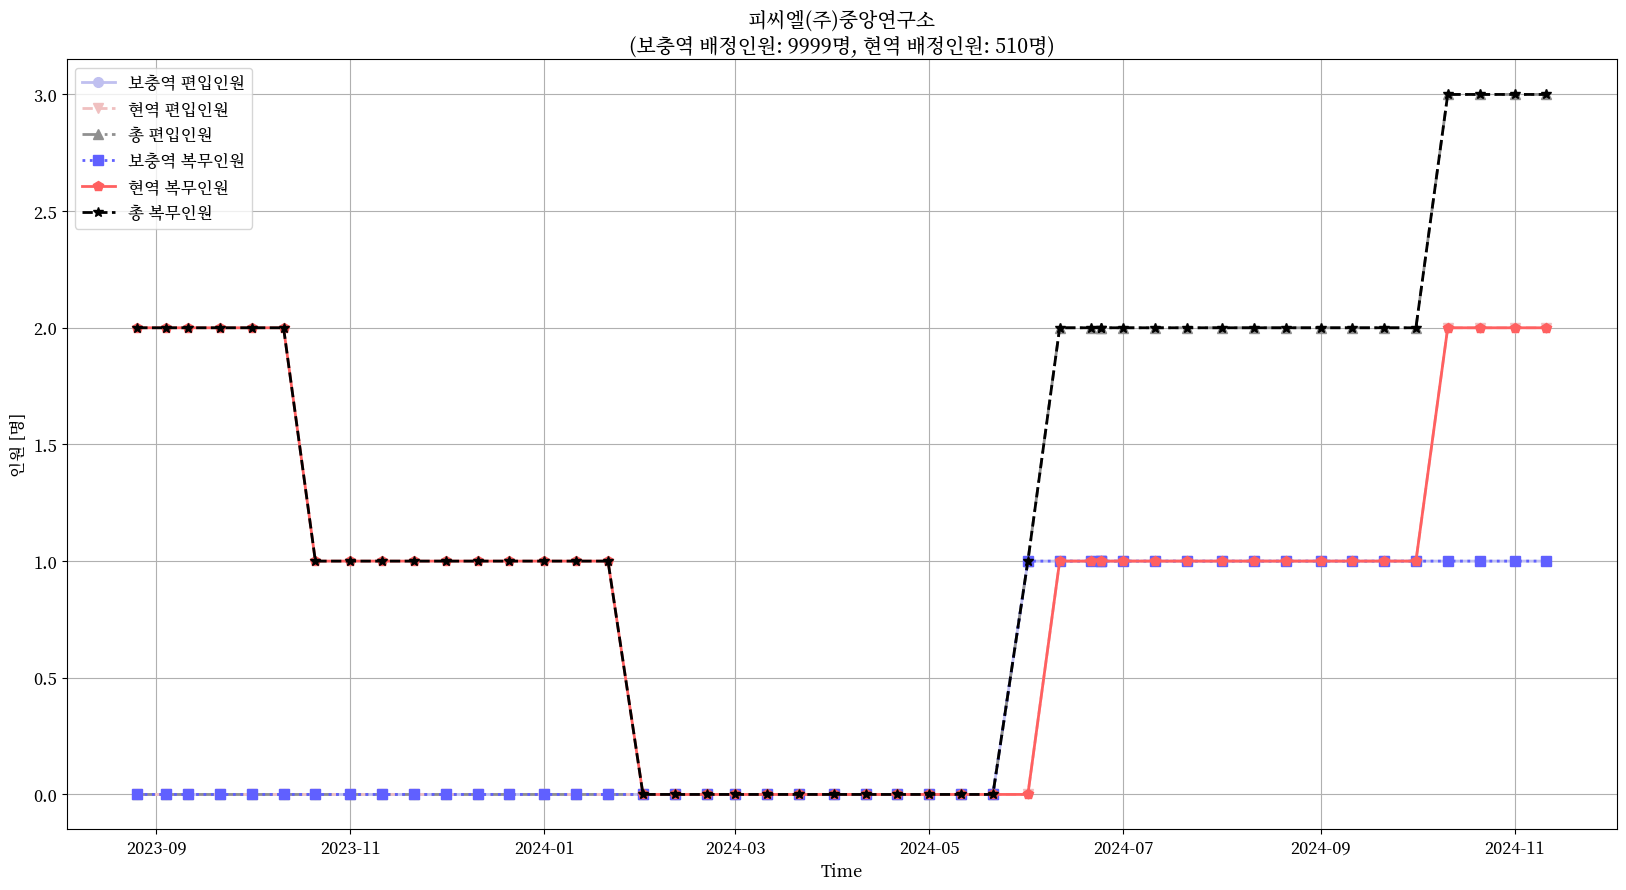 피씨엘(주)중앙연구소
(보충역 배정인원: 9999명, 현역 배정인원: 510명)
보충역 편입인원
현역 편입인원
총 편입인원
보충역 복무인원
현역 복무인원
총 복무인원
3.0
2.5
2.0
1.5
1.0
0.5
0.0
인원 [명]
2023-09 2023-11 2024-01 2024-03 2024-05 2024-07 2024-09 2024-11
Time